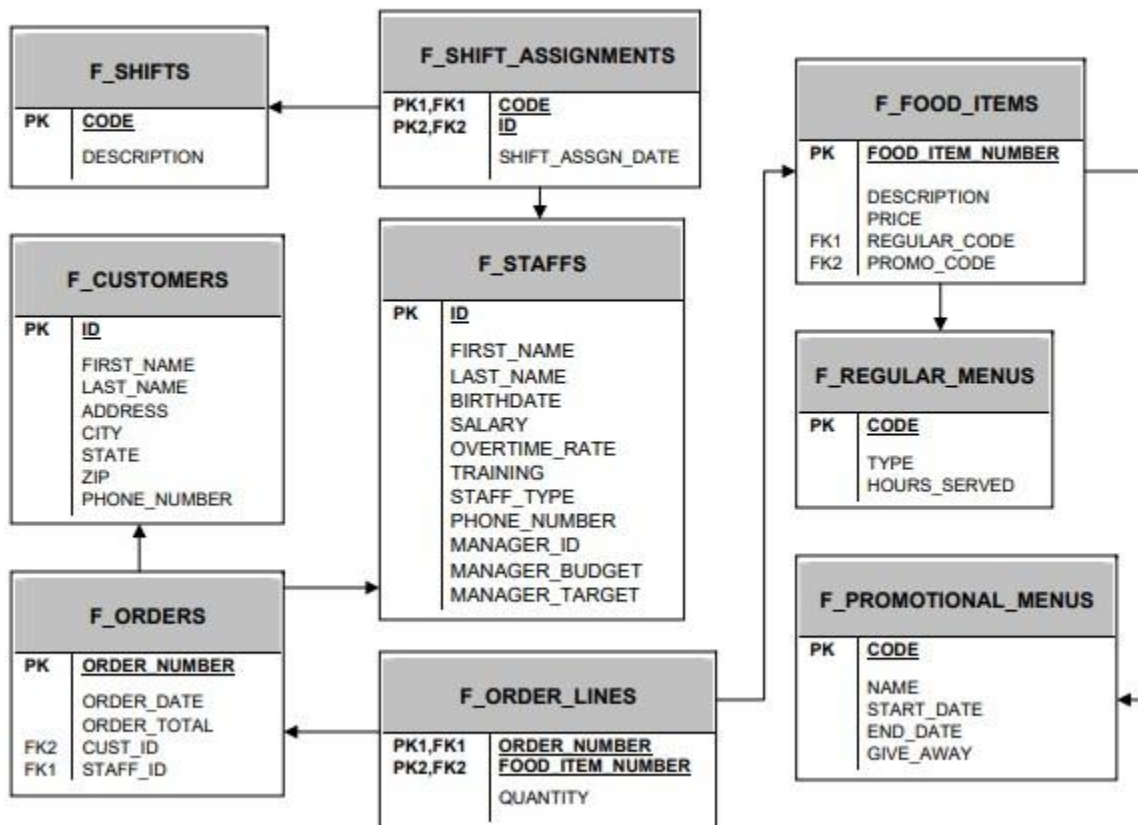 F_SHIFTS
PK CODE
DESCRIPTION
F_SHIFT_ASSIGNMENTS
PK1,FK1 CODE
PK2,FK2 ID
SHIFT_ASSGN_DATE
F_FOOD_ITEMS
PK FOOD_ITEM_NUMBER
DESCRIPTION
PRICE
FK1 REGULAR_CODE
FK2 PROMO_CODE
F_CUSTOMERS
PK ID
FIRST_NAME
LAST_NAME
ADDRESS
CITY
STATE
ZIP
PHONE_NUMBER
F_STAFFS
PK ID
FIRST_NAME
LAST_NAME
BIRTHDATE
SALARY
OVERTIME_RATE
TRAINING
STAFF_TYPE
PHONE_NUMBER
MANAGER_ID
MANAGER_BUDGET
MANAGER_TARGET
F_REGULAR_MENUS
PK CODE
TYPE
HOURS_SERVED
F_ORDERS
PK ORDER_NUMBER
ORDER_DATE
ORDER_TOTAL
FK2 CUST_ID
FK1 STAFF_ID
F_ORDER_LINES
PK1,FK1 ORDER_NUMBER
PK2,FK2 FOOD_ITEM_NUMBER
QUANTITY
F_PROMOTIONAL_MENUS
PK CODE
NAME
START_DATE
END_DATE
GIVE_AWAY